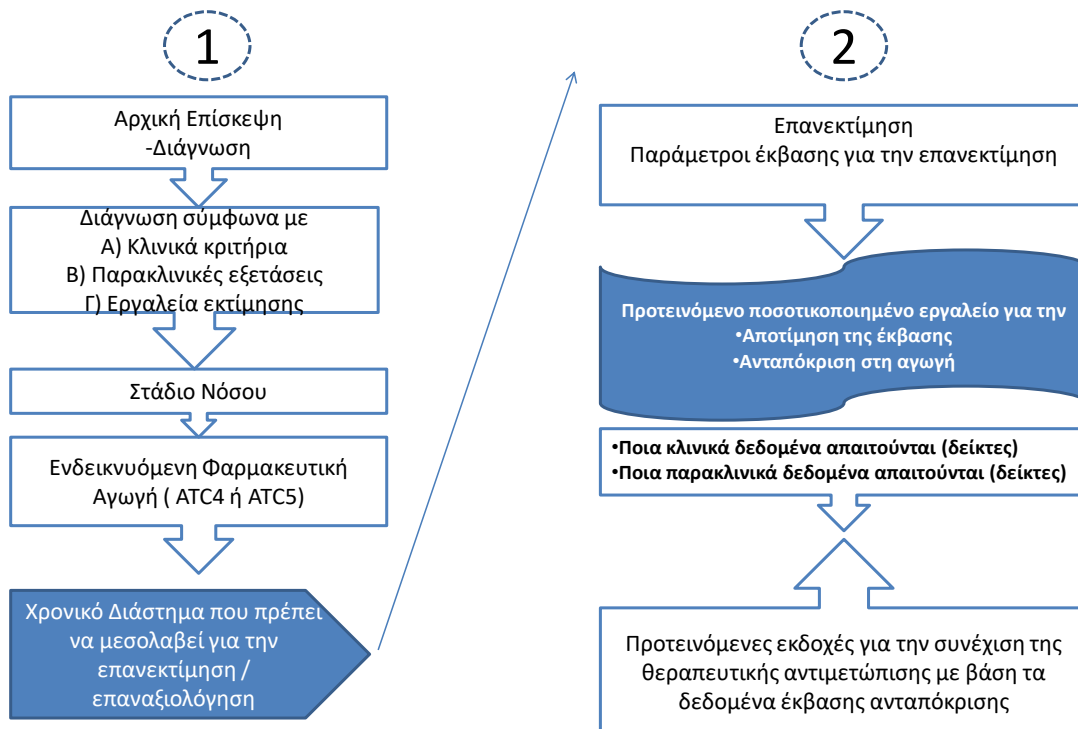 1
Αρχική Επίσκεψη
-Διάγνωση
Διάγνωση σύμφωνα με
Α) Κλινικά κριτήρια
Β) Παρακλινικές εξετάσεις
Γ) Εργαλεία εκτίμησης
Στάδιο Νόσου
Ενδεικνυόμενη Φαρμακευτική
Αγωγή ( ATC4 ή ATC5)
Χρονικό Διάστημα που πρέπει
να μεσολαβεί για την
επανεκτίμηση /
επαναξιολόγηση
2
Επανεκτίμηση
Παράμετροι έκβασης για την επανεκτίμηση
Προτεινόμενο ποσοτικοποιημένο εργαλείο για την
•Αποτίμηση της έκβασης
•Ανταπόκριση στη αγωγή
•Ποια κλινικά δεδομένα απαιτούνται (δείκτες)
•Ποια παρακλινικά δεδομένα απαιτούνται (δείκτες)
Προτεινόμενες εκδοχές για την συνέχιση της
θεραπευτικής αντιμετώπισης με βάση τα
δεδομένα έκβασης ανταπόκρισης